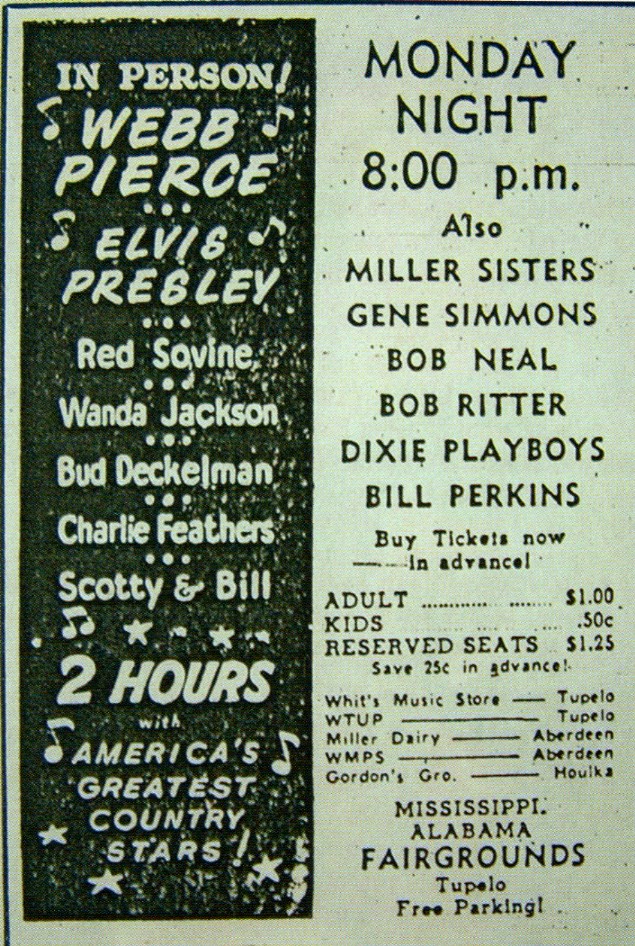 IN PERSON!
WEBB
PIERCE
ELVIS
PRESLEY
Red Sovine
Wanda Jackson
Bud Deckelman
Charlie Feathers
Scotty & Bill
2 HOURS
with
AMERICA'S
GREATEST
COUNTRY
STARS!
MONDAY
NIGHT
8:00 p.m.
Also
MILLER SISTERS
GENE SIMMONS
BOB NEAL
BOB RITTER
DIXIE PLAYBOYS
BILL PERKINS
Buy Tickets now
in advance!
ADULT .................... $1.00
KIDS .... .50c
RESERVED SEATS .. $1.25
Save 25c in advance!
Whit's Music Store — Tupelo
WTUP — Tupelo
Miller Dairy — Aberdeen
WMPS — Aberdeen
Gordon's Gro. — Houlka
MISSISSIPPI.
ALABAMA
FAIRGROUNDS
Tupelo
Free Parking!